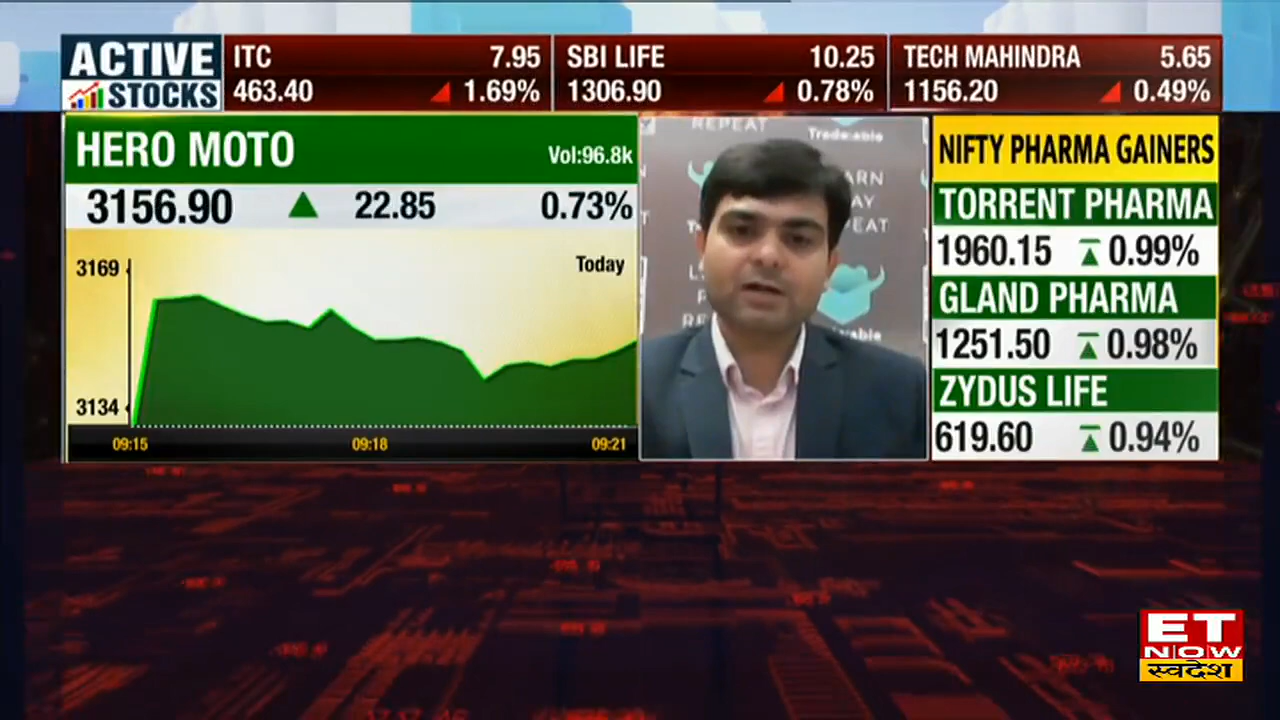 ACTIVE
STOCKS
ITC 7.95
463.40 1.69%
SBI LIFE 10.25
1306.90 0.78%
TECH MAHINDRA 5.65
1156.20 0.49%
HERO MOTO Vol:96.8k
3156.90 22.85 0.73%
Today
3169
3134
09:15 09:18 09:21
REPEAT
Tradeable
NIFTY PHARMA GAINERS
TORRENT PHARMA
1960.15 0.99%
GLAND PHARMA
1251.50 0.98%
ZYDUS LIFE
619.60 0.94%
ET
NOW
स्वदेश